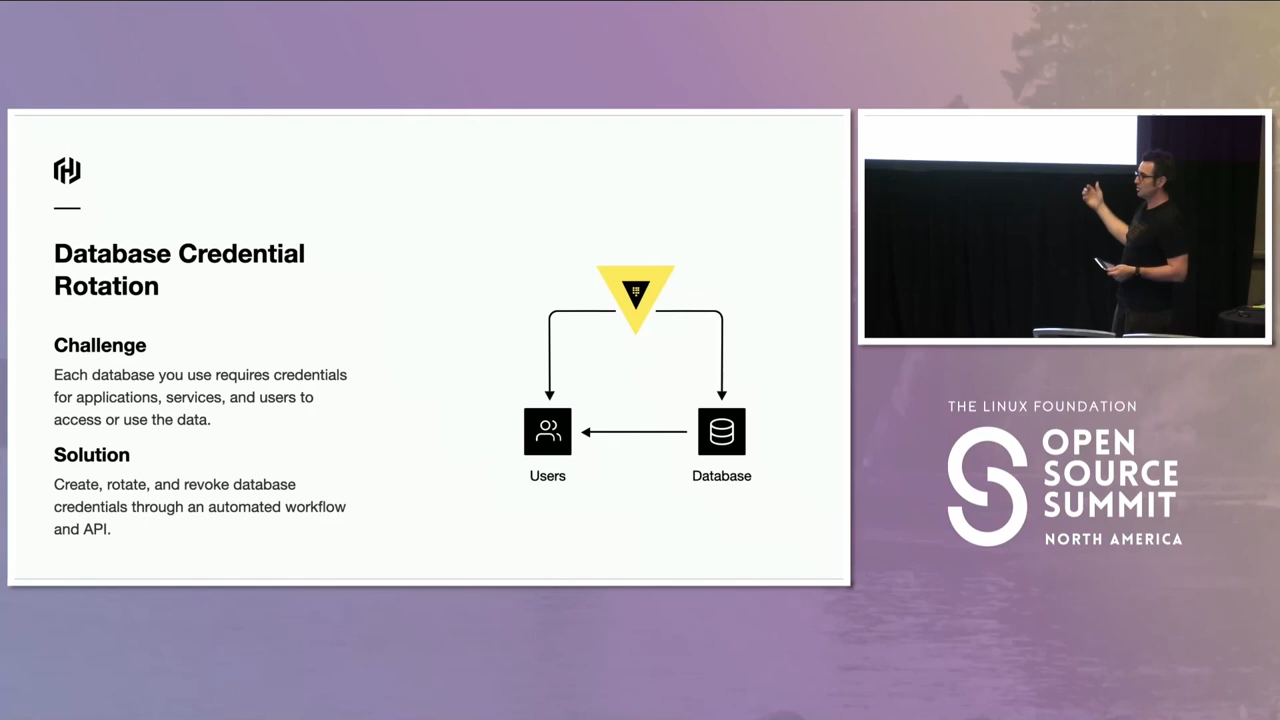 Database Credential
Rotation
Challenge
Each database you use requires credentials
for applications, services, and users to
access or use the data.
Solution
Create, rotate, and revoke database
credentials through an automated workflow
and API.
Users
Database
THE LINUX FOUNDATION
OPEN
SOURCE
SUMMIT
NORTH AMERICA